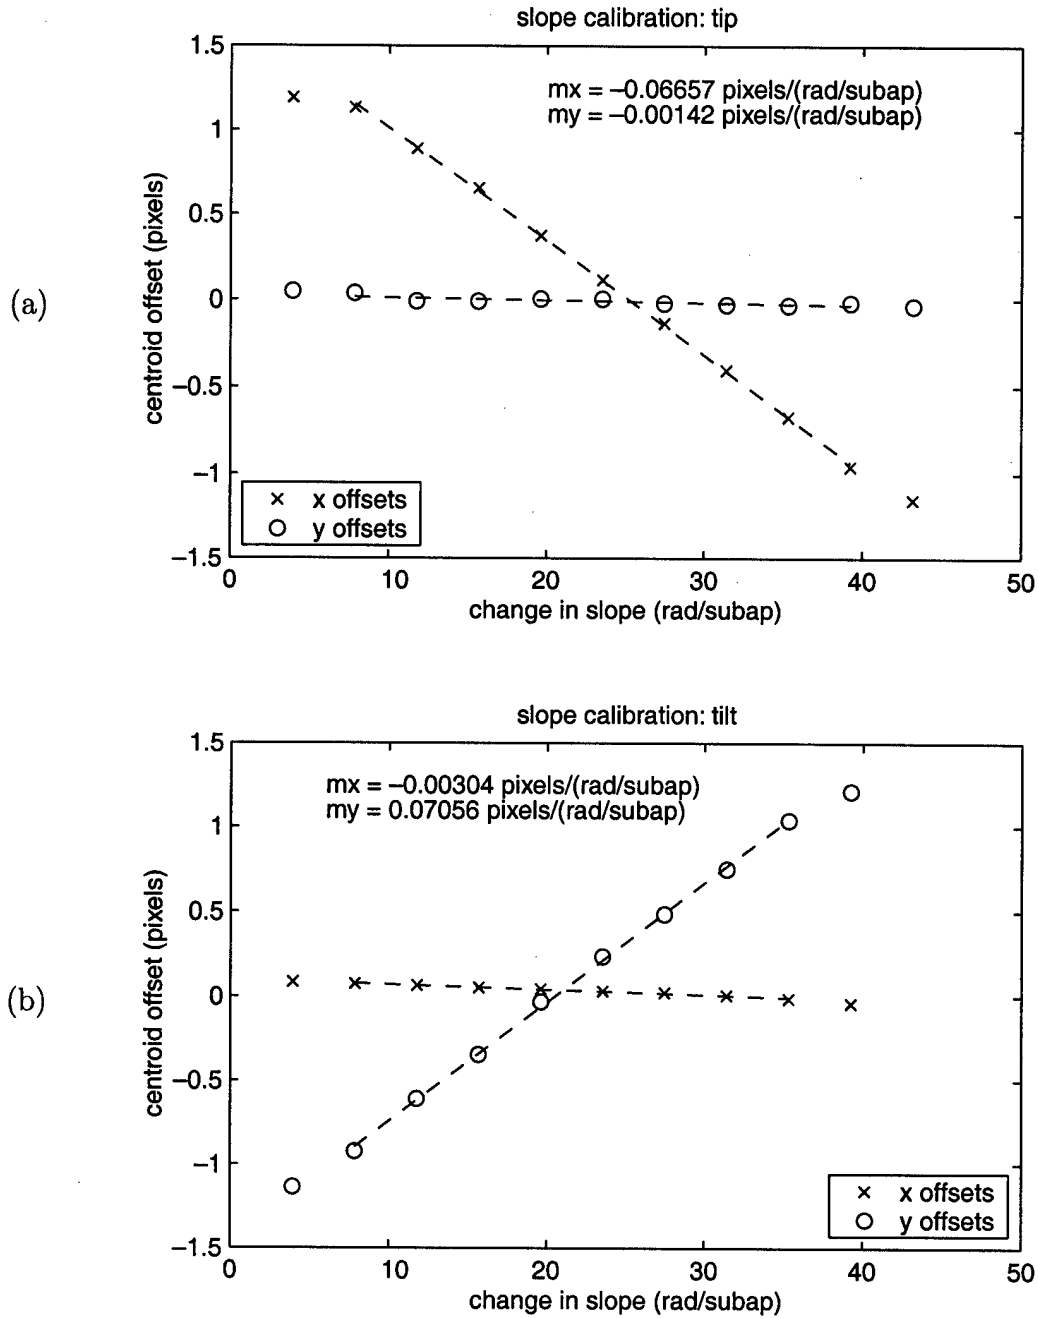 slope calibration: tip
mx = −0.06657 pixels/(rad/subap)
my = −0.00142 pixels/(rad/subap)
1.5
1
0.5
0
−0.5
−1
−1.5
centroid offset (pixels)
(a)
x offsets
y offsets
0 10 20 30 40 50
change in slope (rad/subap)
slope calibration: tilt
mx = −0.00304 pixels/(rad/subap)
my = 0.07056 pixels/(rad/subap)
1.5
1
0.5
0
−0.5
−1
−1.5
centroid offset (pixels)
(b)
x offsets
y offsets
0 10 20 30 40 50
change in slope (rad/subap)